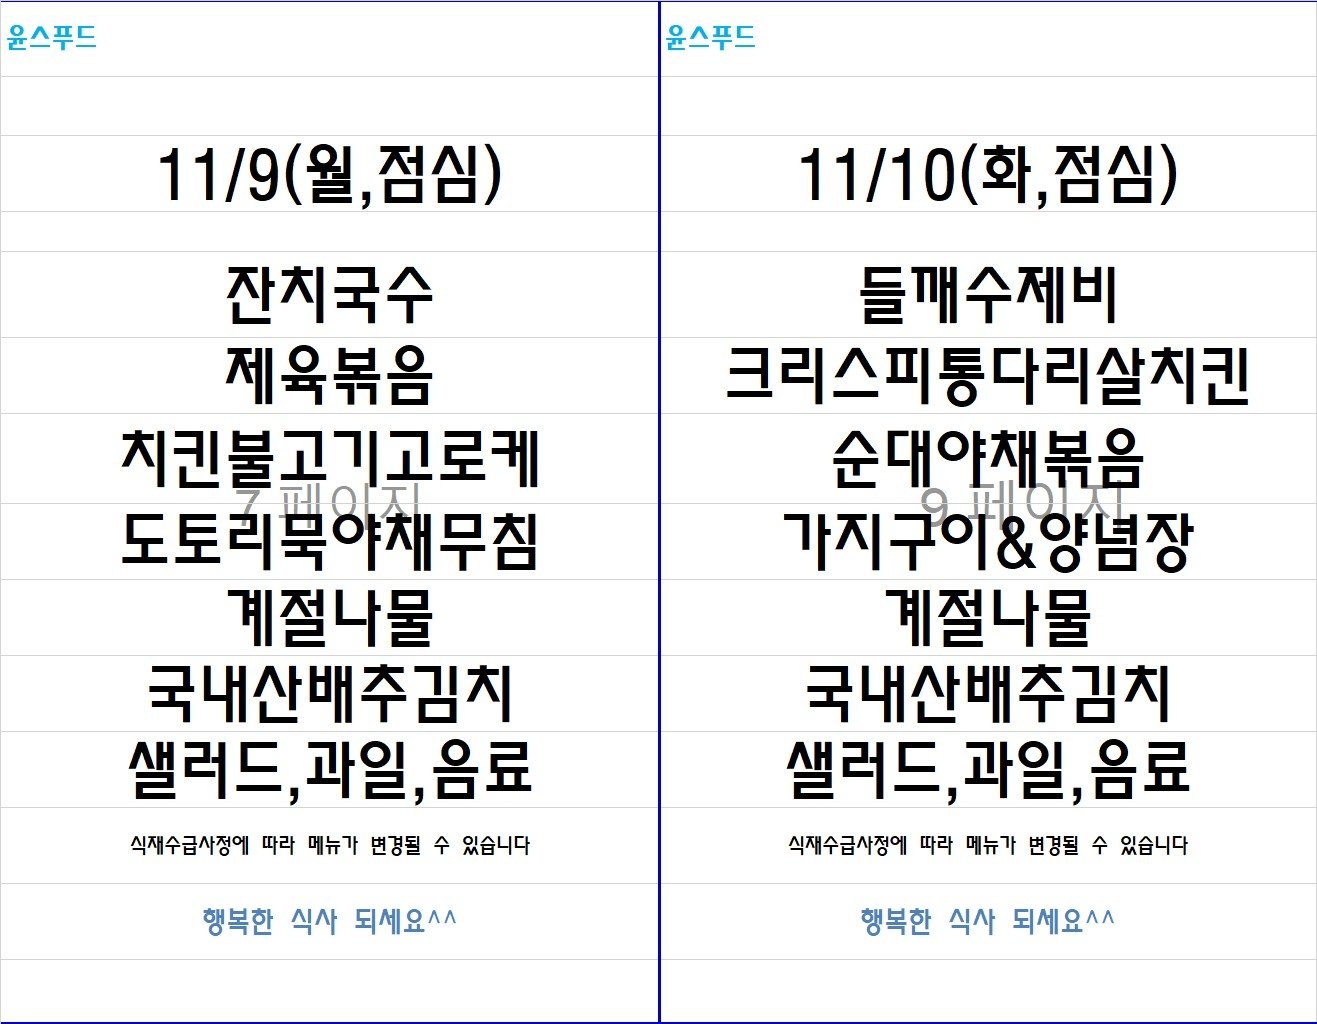 윤스푸드
11/9(월,점심)
잔치국수
제육볶음
치킨불고기고로케
7 페이지
도토리묵야채무침
계절나물
국내산배추김치
샐러드,과일,음료
식재수급사정에 따라 메뉴가 변경될 수 있습니다
행복한 식사 되세요^^
윤스푸드
11/10(화,점심)
들깨수제비
크리스피통다리살치킨
순대야채볶음
9 페이지
가지구이&양념장
계절나물
국내산배추김치
샐러드,과일,음료
식재수급사정에 따라 메뉴가 변경될 수 있습니다
행복한 식사 되세요^^